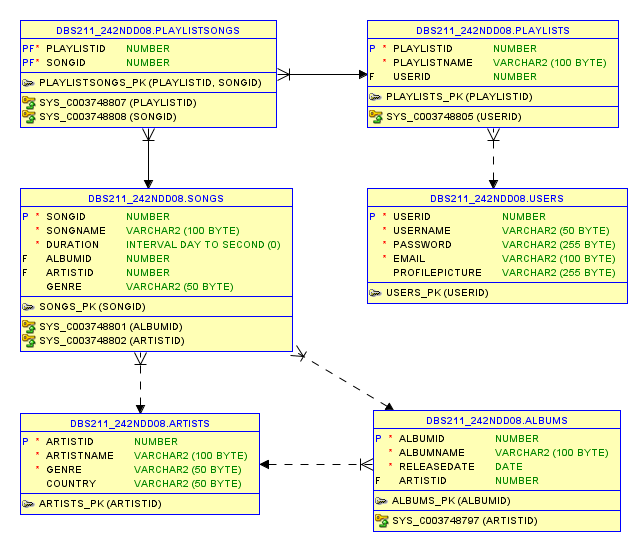 DBS211_242NDD08.PLAYLISTSONGS
PF* PLAYLISTID NUMBER
PF* SONGID NUMBER
PLAYLISTSONGS_PK (PLAYLISTID, SONGID)
SYS_C003748807 (PLAYLISTID)
SYS_C003748808 (SONGID)
DBS211_242NDD08.PLAYLISTS
P * PLAYLISTID NUMBER
* PLAYLISTNAME VARCHAR2 (100 BYTE)
F USERID NUMBER
PLAYLISTS_PK (PLAYLISTID)
SYS_C003748805 (USERID)
DBS211_242NDD08.SONGS
P * SONGID NUMBER
* SONGNAME VARCHAR2 (100 BYTE)
* DURATION INTERVAL DAY TO SECOND (0)
F ALBUMID NUMBER
F ARTISTID NUMBER
GENRE VARCHAR2 (50 BYTE)
SONGS_PK (SONGID)
SYS_C003748801 (ALBUMID)
SYS_C003748802 (ARTISTID)
DBS211_242NDD08.USERS
P * USERID NUMBER
* USERNAME VARCHAR2 (50 BYTE)
* PASSWORD VARCHAR2 (255 BYTE)
* EMAIL VARCHAR2 (100 BYTE)
PROFILEPICTURE VARCHAR2 (255 BYTE)
USERS_PK (USERID)
DBS211_242NDD08.ARTISTS
P * ARTISTID NUMBER
* ARTISTNAME VARCHAR2 (100 BYTE)
* GENRE VARCHAR2 (50 BYTE)
COUNTRY VARCHAR2 (50 BYTE)
ARTISTS_PK (ARTISTID)
DBS211_242NDD08.ALBUMS
P * ALBUMID NUMBER
* ALBUMNAME VARCHAR2 (100 BYTE)
* RELEASEDATE DATE
F ARTISTID NUMBER
ALBUMS_PK (ALBUMID)
SYS_C003748797 (ARTISTID)